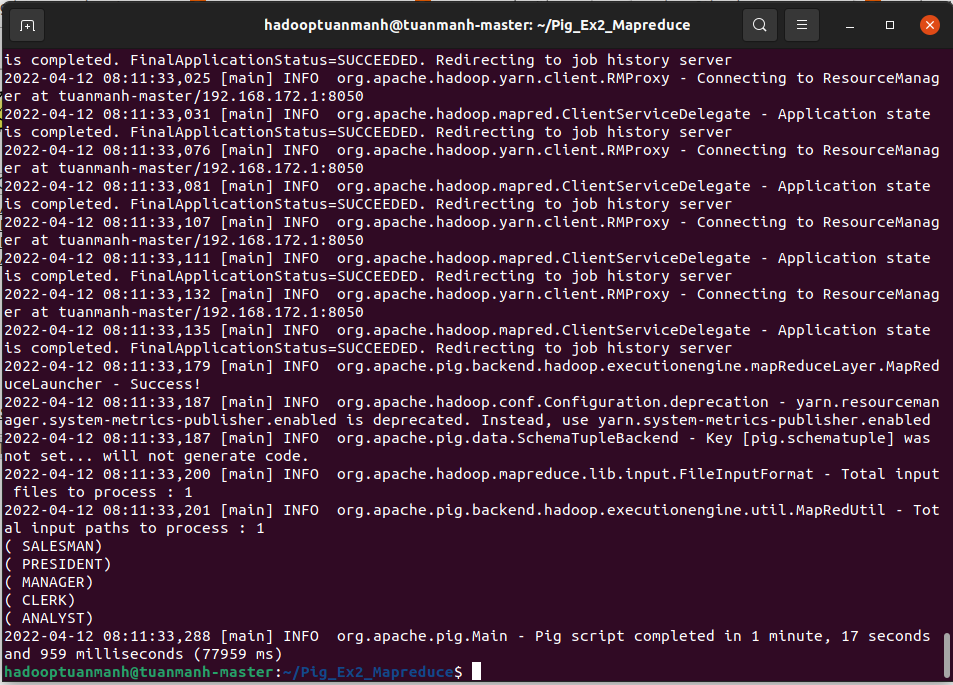 hadooptuanmanh@tuanmanh-master: ~/Pig_Ex2_Mapreduce
is completed. FinalApplicationStatus=SUCCEEDED. Redirecting to job history server
2022-04-12 08:11:33,025 [main] INFO  org.apache.hadoop.yarn.client.RMProxy - Connecting to ResourceManag
er at tuanmanh-master/192.168.172.1:8050
2022-04-12 08:11:33,031 [main] INFO  org.apache.hadoop.mapred.ClientServiceDelegate - Application state
is completed. FinalApplicationStatus=SUCCEEDED. Redirecting to job history server
2022-04-12 08:11:33,076 [main] INFO  org.apache.hadoop.yarn.client.RMProxy - Connecting to ResourceManag
er at tuanmanh-master/192.168.172.1:8050
2022-04-12 08:11:33,081 [main] INFO  org.apache.hadoop.mapred.ClientServiceDelegate - Application state
is completed. FinalApplicationStatus=SUCCEEDED. Redirecting to job history server
2022-04-12 08:11:33,107 [main] INFO  org.apache.hadoop.yarn.client.RMProxy - Connecting to ResourceManag
er at tuanmanh-master/192.168.172.1:8050
2022-04-12 08:11:33,111 [main] INFO  org.apache.hadoop.mapred.ClientServiceDelegate - Application state
is completed. FinalApplicationStatus=SUCCEEDED. Redirecting to job history server
2022-04-12 08:11:33,132 [main] INFO  org.apache.hadoop.yarn.client.RMProxy - Connecting to ResourceManag
er at tuanmanh-master/192.168.172.1:8050
2022-04-12 08:11:33,135 [main] INFO  org.apache.hadoop.mapred.ClientServiceDelegate - Application state
is completed. FinalApplicationStatus=SUCCEEDED. Redirecting to job history server
2022-04-12 08:11:33,179 [main] INFO  org.apache.pig.backend.hadoop.executionengine.mapReduceLayer.MapRed
uceLauncher - Success!
2022-04-12 08:11:33,187 [main] INFO  org.apache.hadoop.conf.Configuration.deprecation - yarn.resourceman
ager.system-metrics-publisher.enabled is deprecated. Instead, use yarn.system-metrics-publisher.enabled
2022-04-12 08:11:33,187 [main] INFO  org.apache.pig.data.SchemaTupleBackend - Key [pig.schematuple] was
not set... will not generate code.
2022-04-12 08:11:33,200 [main] INFO  org.apache.hadoop.mapreduce.lib.input.FileInputFormat - Total input
 files to process : 1
2022-04-12 08:11:33,201 [main] INFO  org.apache.pig.backend.hadoop.executionengine.util.MapRedUtil - Tot
al input paths to process : 1
( SALESMAN)
( PRESIDENT)
( MANAGER)
( CLERK)
( ANALYST)
2022-04-12 08:11:33,288 [main] INFO  org.apache.pig.Main - Pig script completed in 1 minute, 17 seconds
and 959 milliseconds (77959 ms)
hadooptuanmanh@tuanmanh-master:~/Pig_Ex2_Mapreduce$